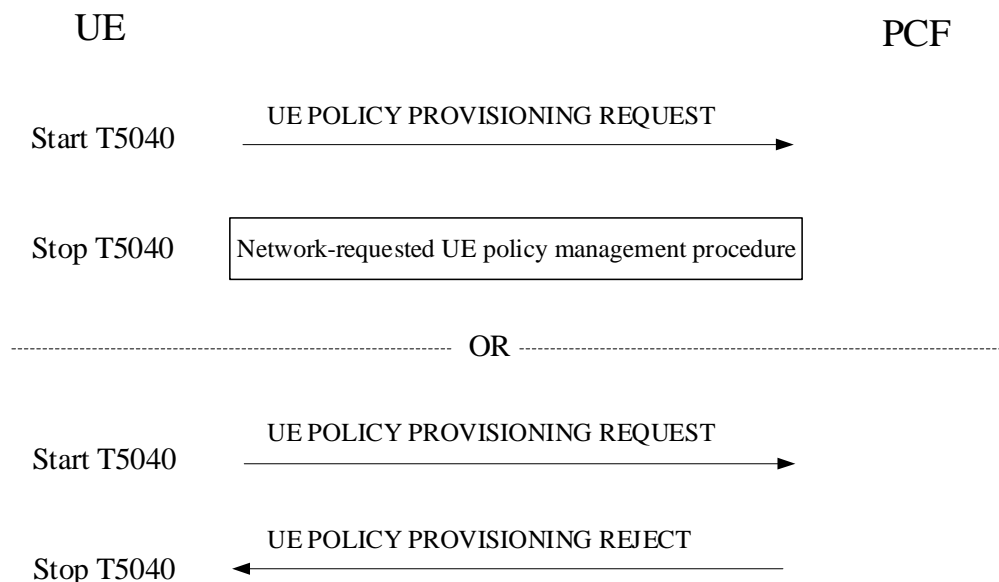 UE PCF
Start T5040 UE POLICY PROVISIONING REQUEST
Stop T5040 Network-requested UE policy management procedure
OR
Start T5040 UE POLICY PROVISIONING REQUEST
Stop T5040 UE POLICY PROVISIONING REJECT